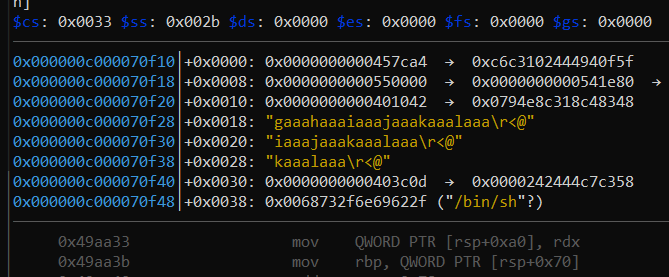 h]
$cs: 0x0033 $ss: 0x002b $ds: 0x0000 $es: 0x0000 $fs: 0x0000 $gs: 0x0000
0x000000c000070f10│+0x0000: 0x0000000000457ca4 → 0xc6c3102444940f5f
0x000000c000070f18│+0x0008: 0x0000000000550000 → 0x0000000000541e80 →
0x000000c000070f20│+0x0010: 0x0000000000401042 → 0x0794e8c318c48348
0x000000c000070f28│+0x0018: "gaaahaaaiaaajaaakaaalaaa\r<@"
0x000000c000070f30│+0x0020: "iaaajaaakaaalaaa\r<@"
0x000000c000070f38│+0x0028: "kaaalaaa\r<@"
0x000000c000070f40│+0x0030: 0x0000000000403c0d → 0x0000242444c7c358
0x000000c000070f48│+0x0038: 0x0068732f6e69622f ("/bin/sh"?)
0x49aa33 mov QWORD PTR [rsp+0xa0], rdx
0x49aa3b mov rbp, QWORD PTR [rsp+0x70]